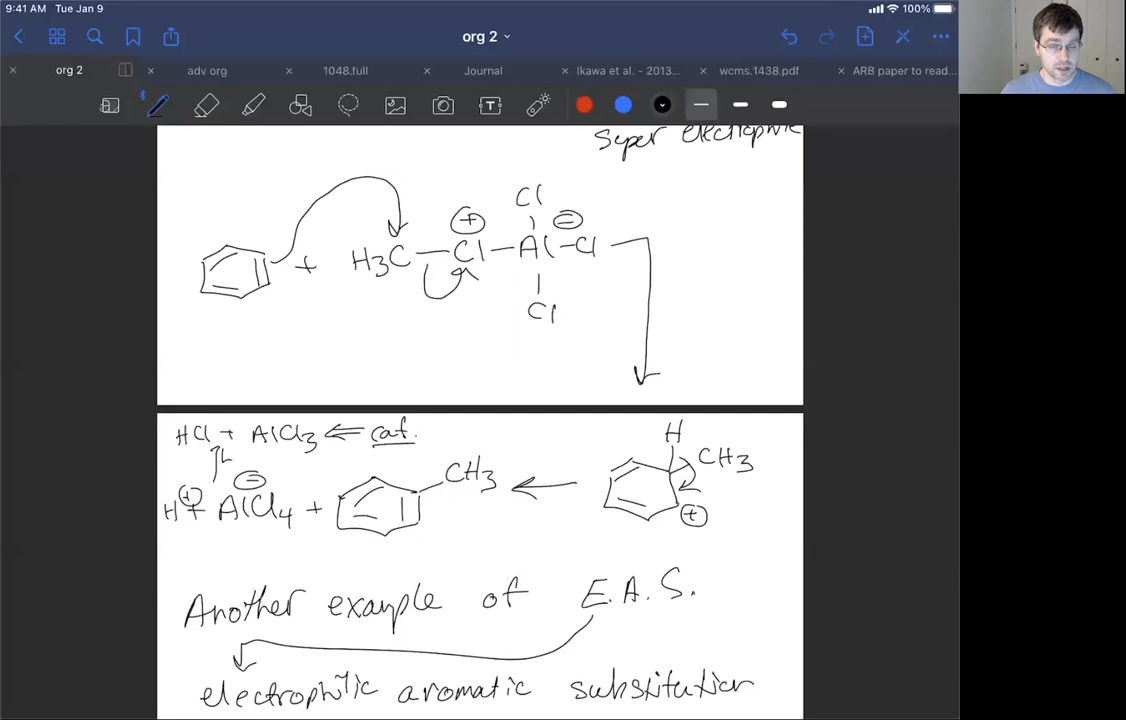 9:41 AM Tue Jan 9
100%
org 2
org 2
adv org
1048.full
Journal
Ikawa et al. - 2013...
wcms.1438.pdf
ARB paper to read...
T
Super electrophilic
Cl
+ H3C — Cl ⊕ — Al ⊖ — Cl
Cl
HCl + AlCl3 ⇐ cat.
H
CH3
CH3
H⊕ AlCl4 ⊖ +
⊕
Another example of E.A.S.
electrophilic aromatic substitution